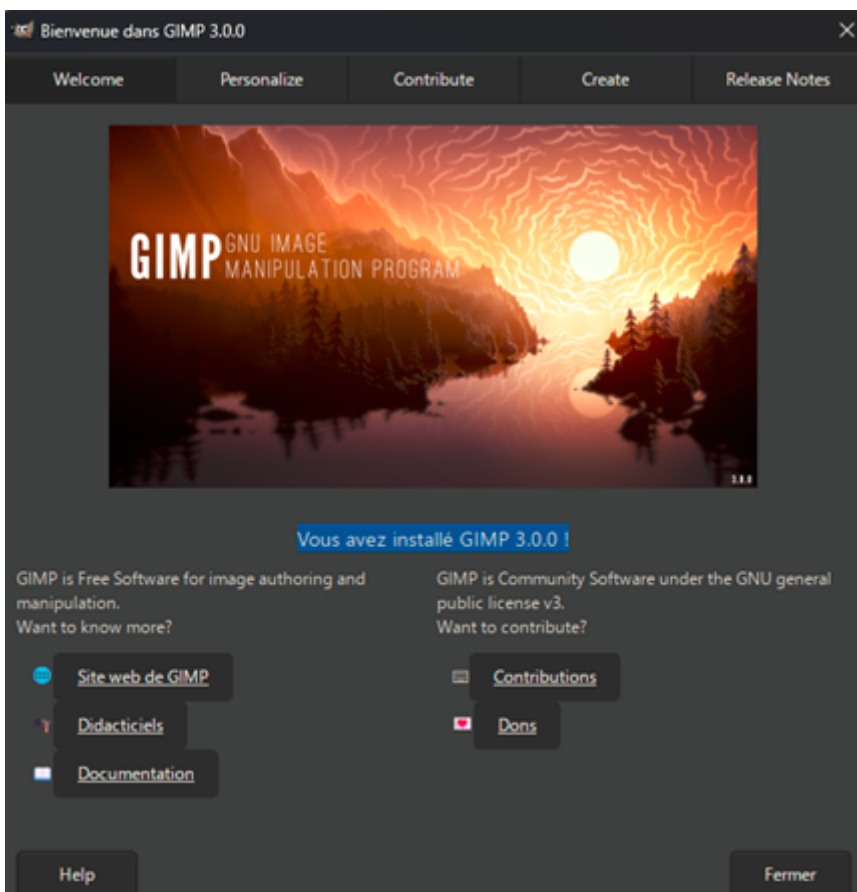 Bienvenue dans GIMP 3.0.0
Welcome Personalize Contribute Create Release Notes
GIMP GNU IMAGE
MANIPULATION PROGRAM
3.0.0
Vous avez installé GIMP 3.0.0 !
GIMP is Free Software for image authoring and
manipulation.
Want to know more?
Site web de GIMP
Didacticiels
Documentation
GIMP is Community Software under the GNU general
public license v3.
Want to contribute?
Contributions
Dons
Help
Fermer